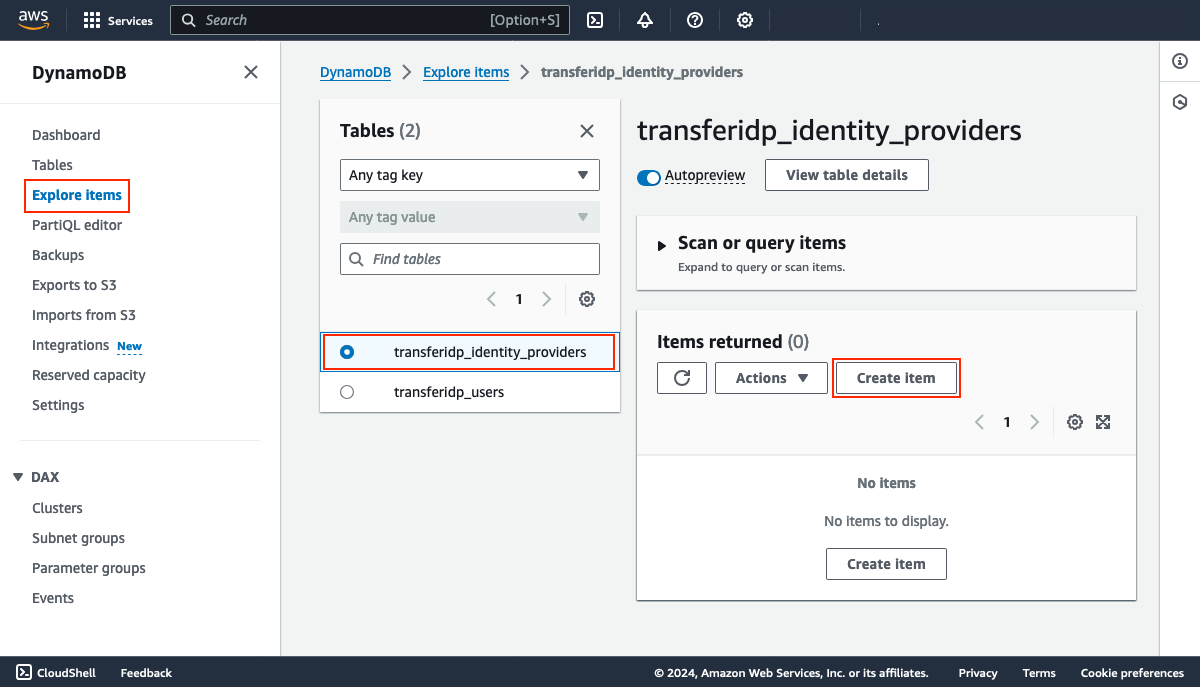 aws
Services
Search
[Option+S]
DynamoDB
Dashboard
Tables
Explore items
PartiQL editor
Backups
Exports to S3
Imports from S3
Integrations New
Reserved capacity
Settings
DAX
Clusters
Subnet groups
Parameter groups
Events
DynamoDB
Explore items
transferidp_identity_providers
Tables (2)
Any tag key
Any tag value
Find tables
1
transferidp_identity_providers
transferidp_users
transferidp_identity_providers
Autopreview
View table details
Scan or query items
Expand to query or scan items.
Items returned (0)
Actions
Create item
1
No items
No items to display.
Create item
CloudShell
Feedback
© 2024, Amazon Web Services, Inc. or its affiliates.
Privacy
Terms
Cookie preferences